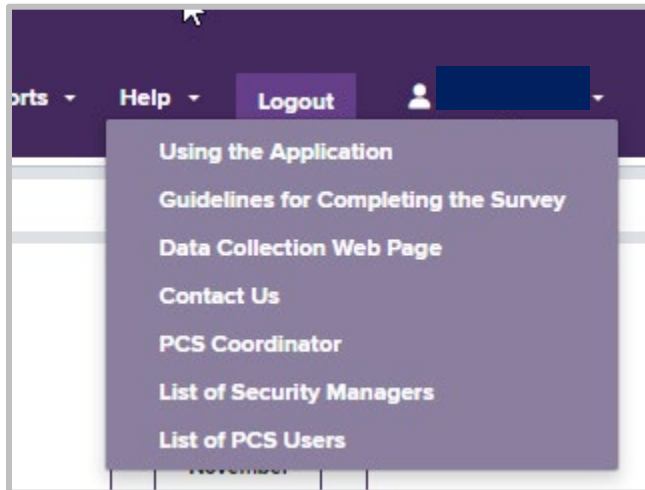 Help
Logout
Using the Application
Guidelines for Completing the Survey
Data Collection Web Page
Contact Us
PCS Coordinator
List of Security Managers
List of PCS Users